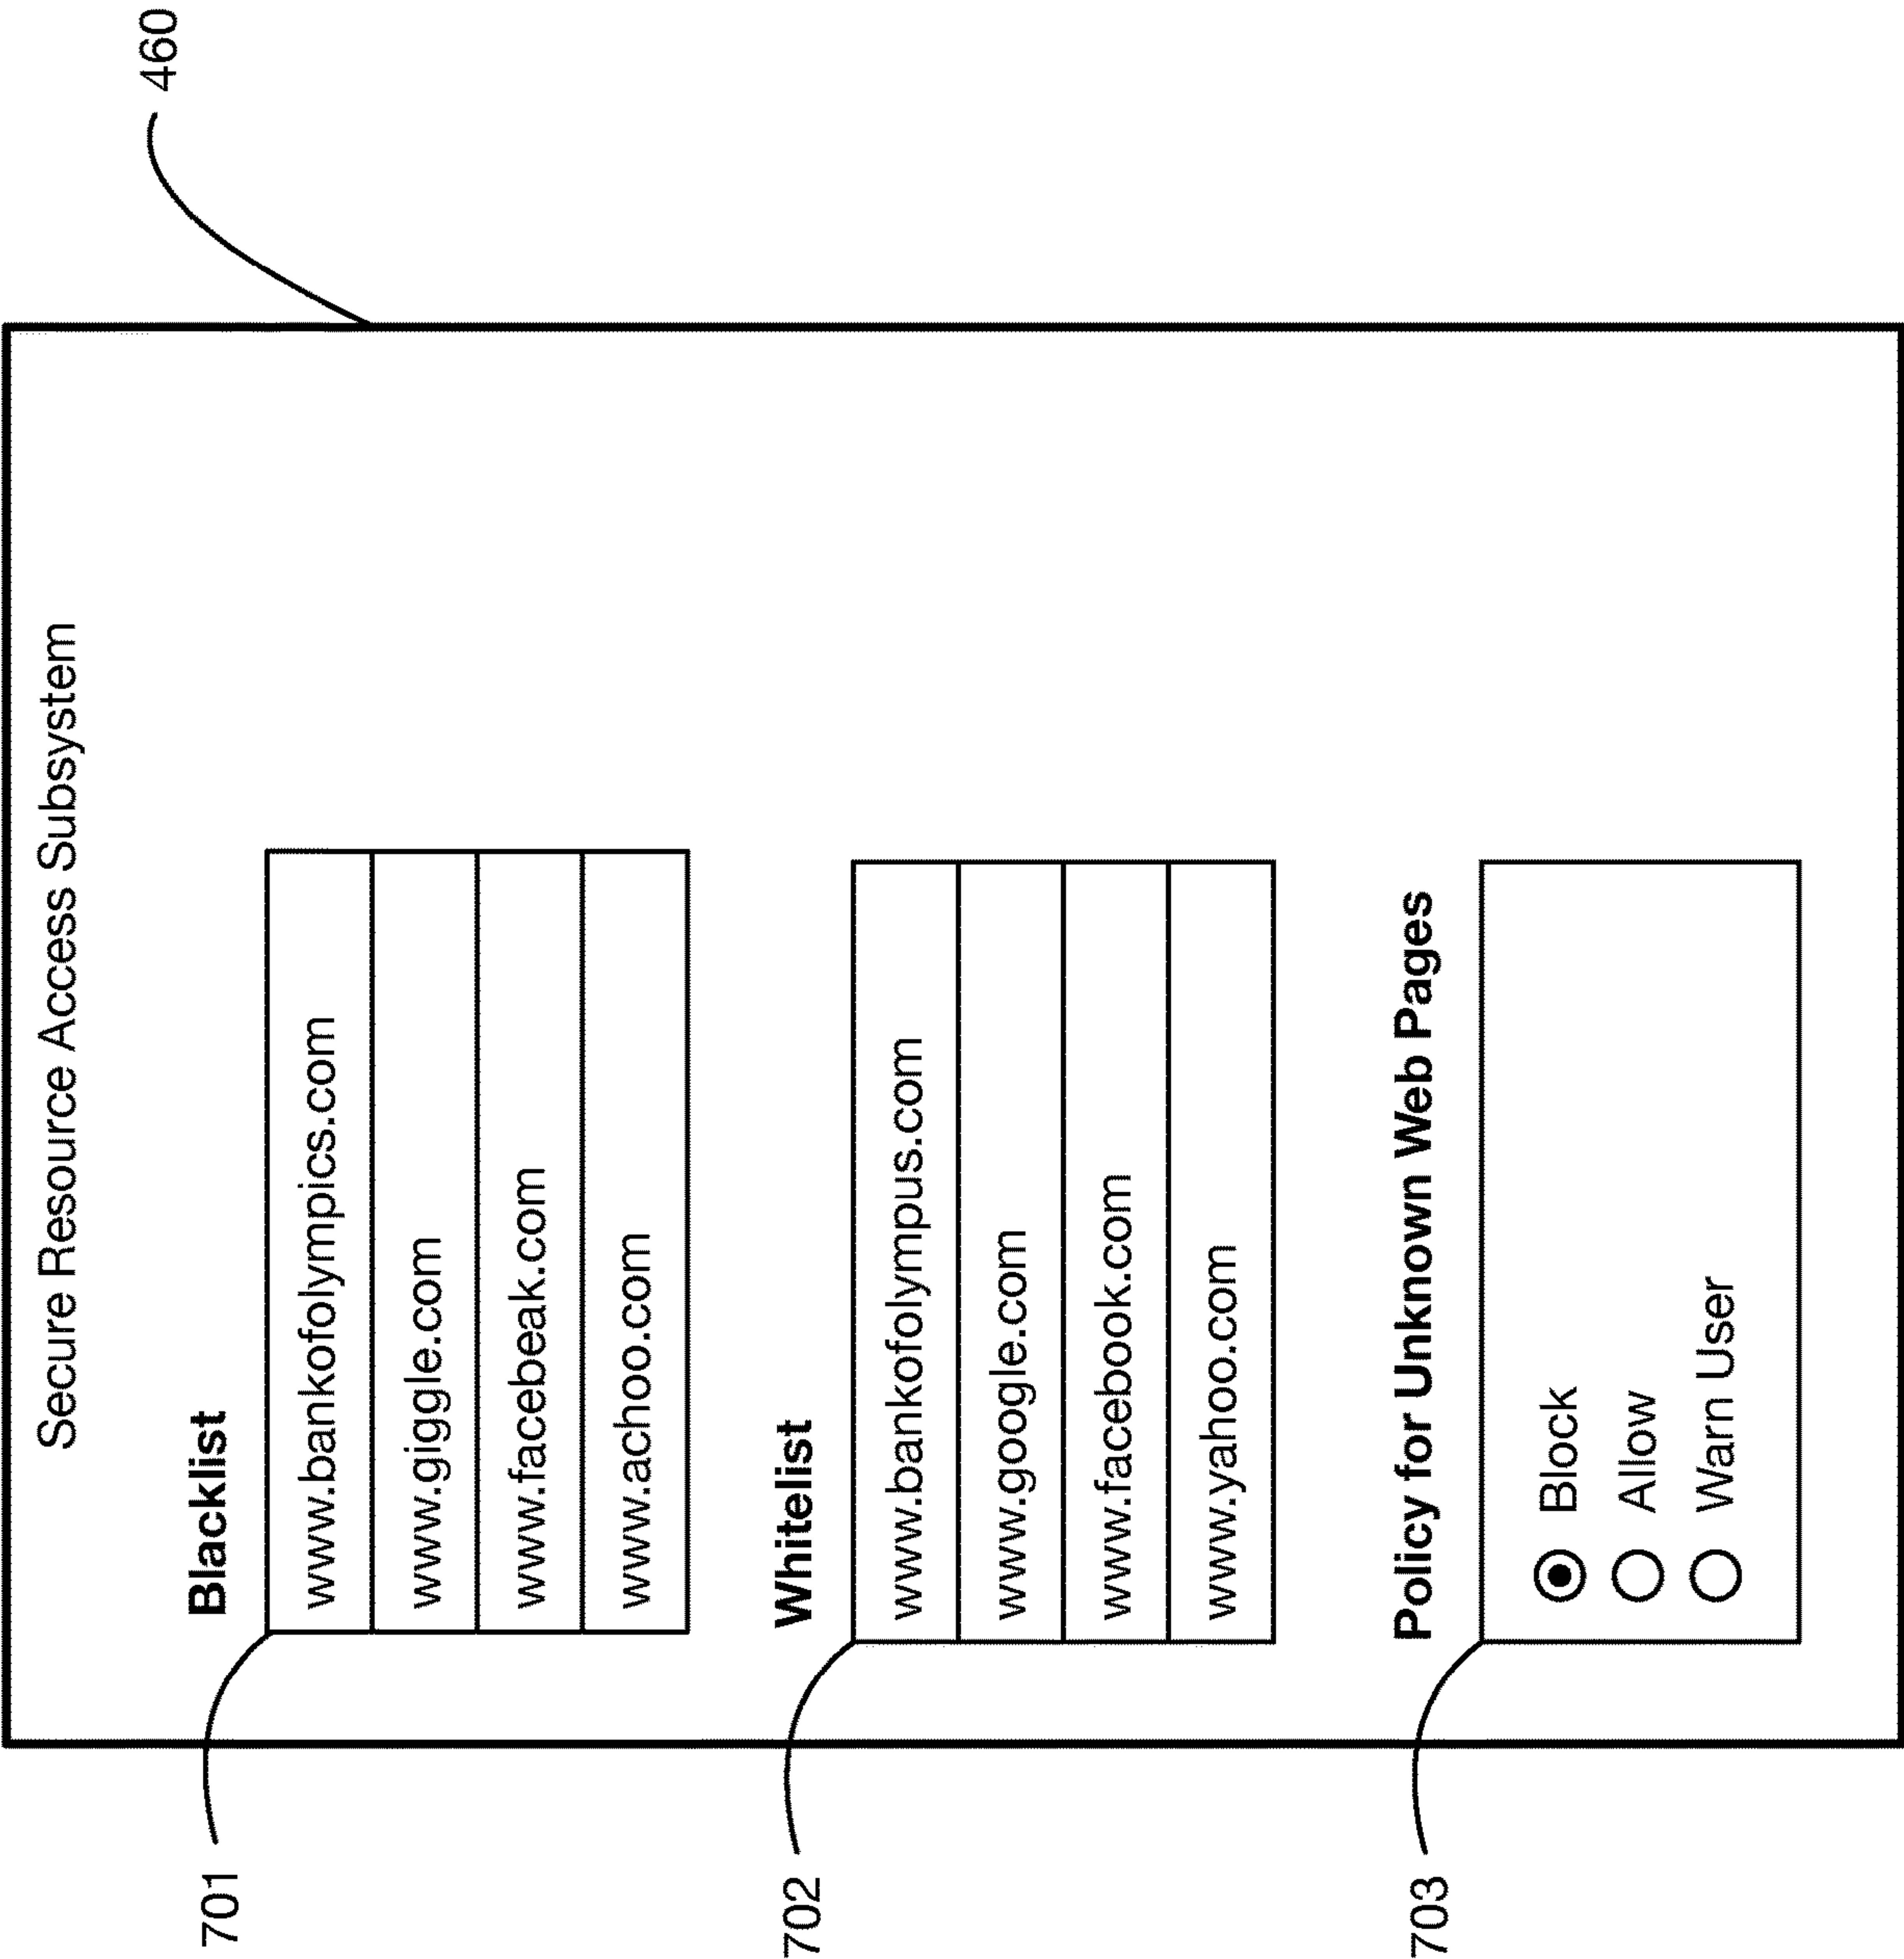 Secure Resource Access Subsystem
460
Blacklist
701
www.bankofolympics.com
www.giggle.com
www.facebeak.com
www.achoo.com
Whitelist
702
www.bankofolympus.com
www.google.com
www.facebook.com
www.yahoo.com
Policy for Unknown Web Pages
703
Block
Allow
Warn User